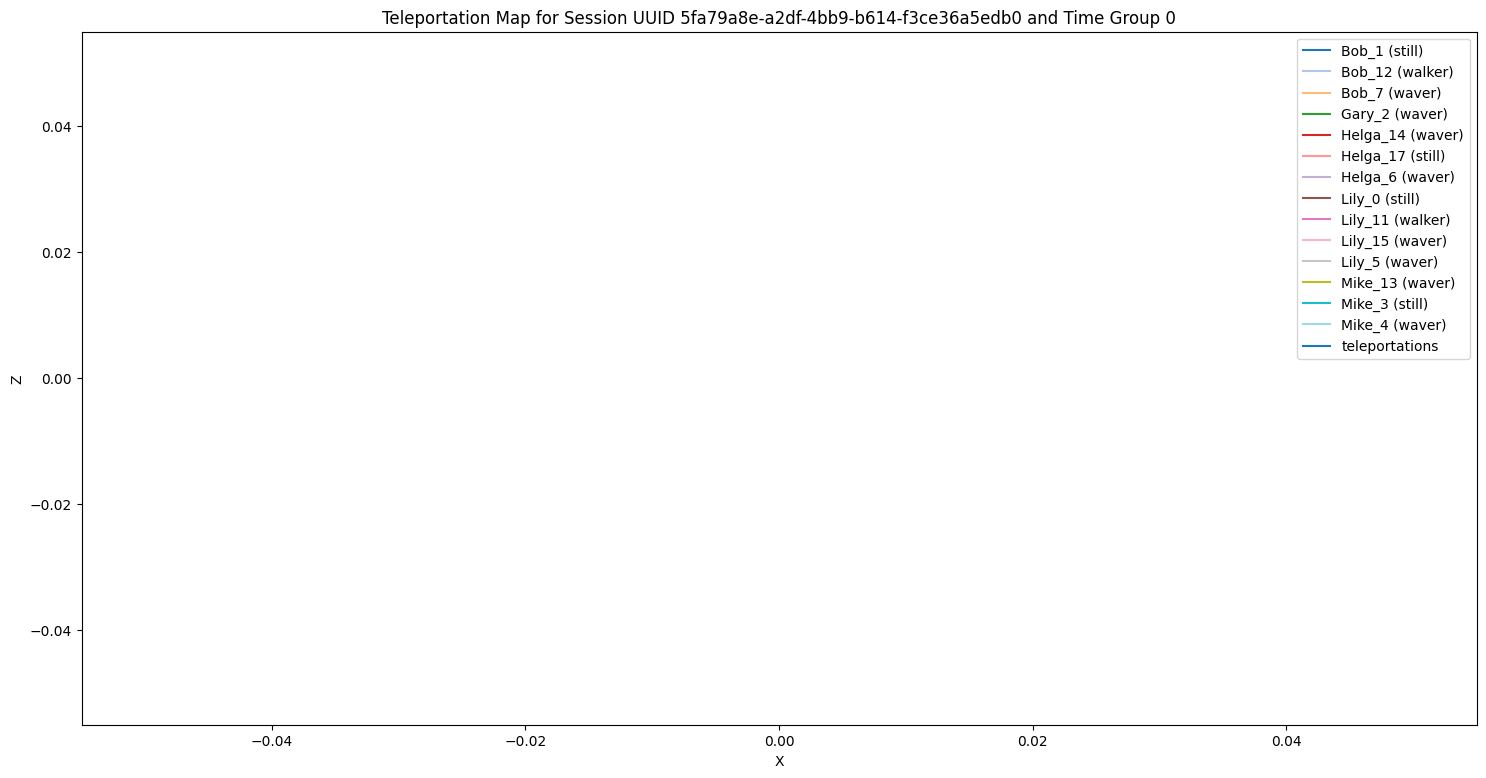 Teleportation Map for Session UUID 5fa79a8e-a2df-4bb9-b614-f3ce36a5edb0 and Time Group 0
Bob_1 (still)
Bob_12 (walker)
Bob_7 (waver)
Gary_2 (waver)
Helga_14 (waver)
Helga_17 (still)
Helga_6 (waver)
Lily_0 (still)
Lily_11 (walker)
Lily_15 (waver)
Lily_5 (waver)
Mike_13 (waver)
Mike_3 (still)
Mike_4 (waver)
teleportations
0.04
0.02
0.00
−0.02
−0.04
Z
−0.04 −0.02 0.00 0.02 0.04
X